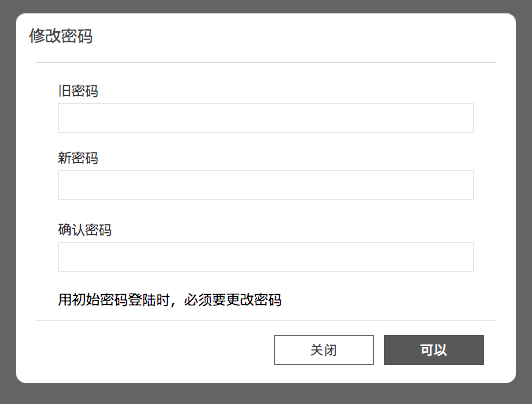 修改密码
旧密码
新密码
确认密码
用初始密码登陆时，必须要更改密码
关闭
可以